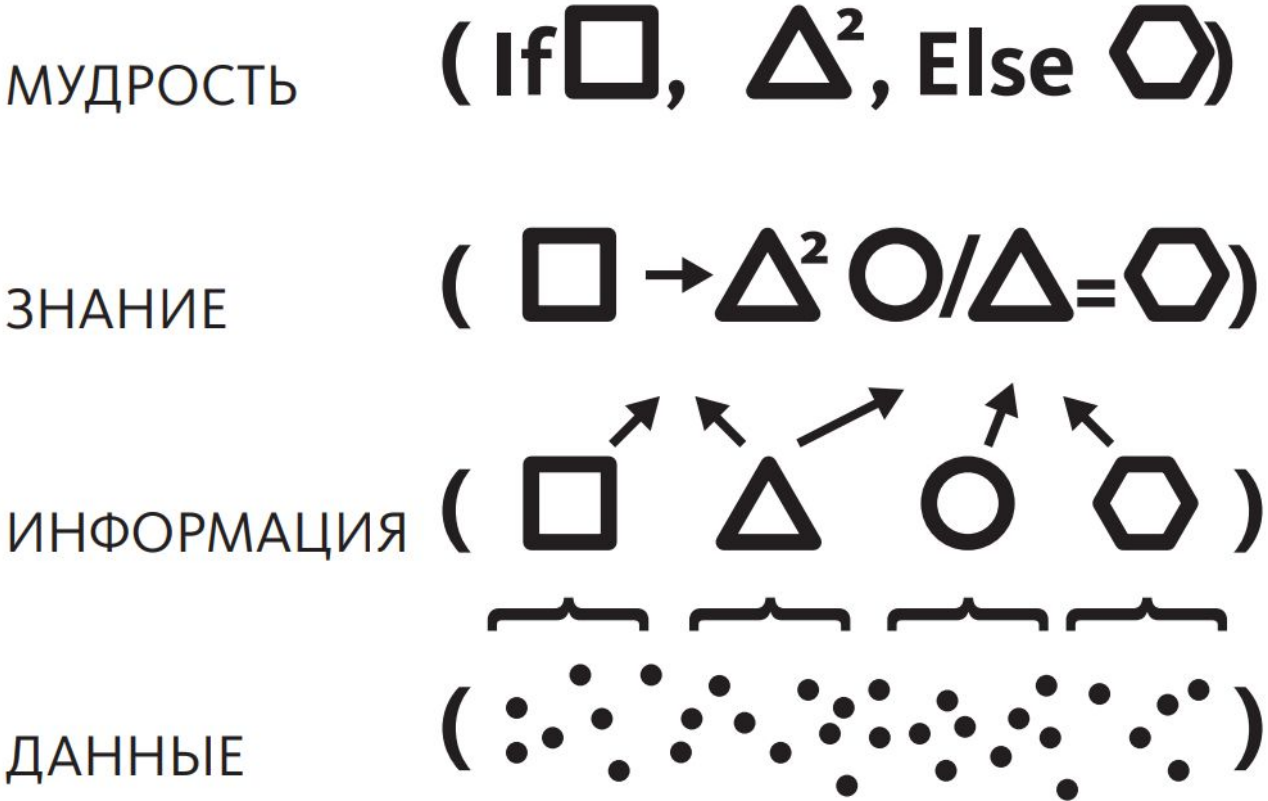 МУДРОСТЬ ( If □, △², Else ⬡)
ЗНАНИЕ ( □ → △² ○/△=⬡)
ИНФОРМАЦИЯ ( □ △ ○ ⬡ )
ДАННЫЕ ( )